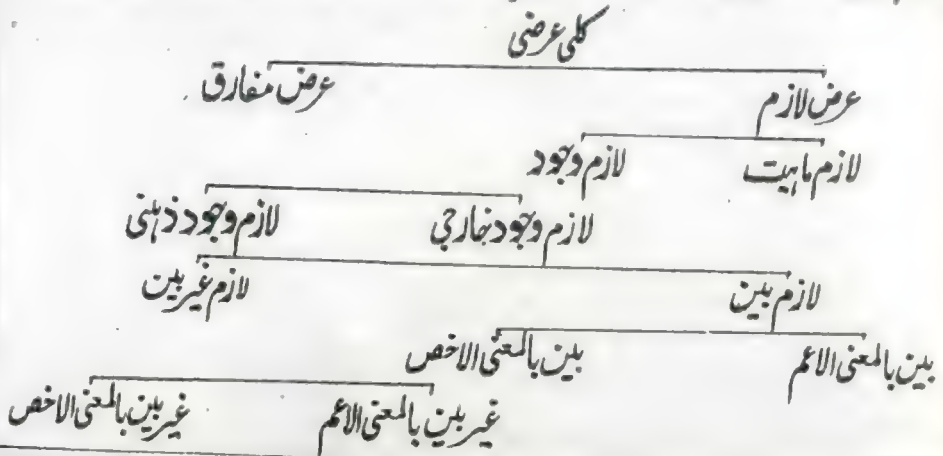 کلی عرضی
عرض لازم عرض مفارق
لازم ماہیت لازم وجود
لازم وجود خارجی لازم وجود ذہنی
لازم بین لازم غیر بین
بین بالمعنی الاعم بین بالمعنی الاخص
غیر بین بالمعنی الاعم غیر بین بالمعنی الاخص